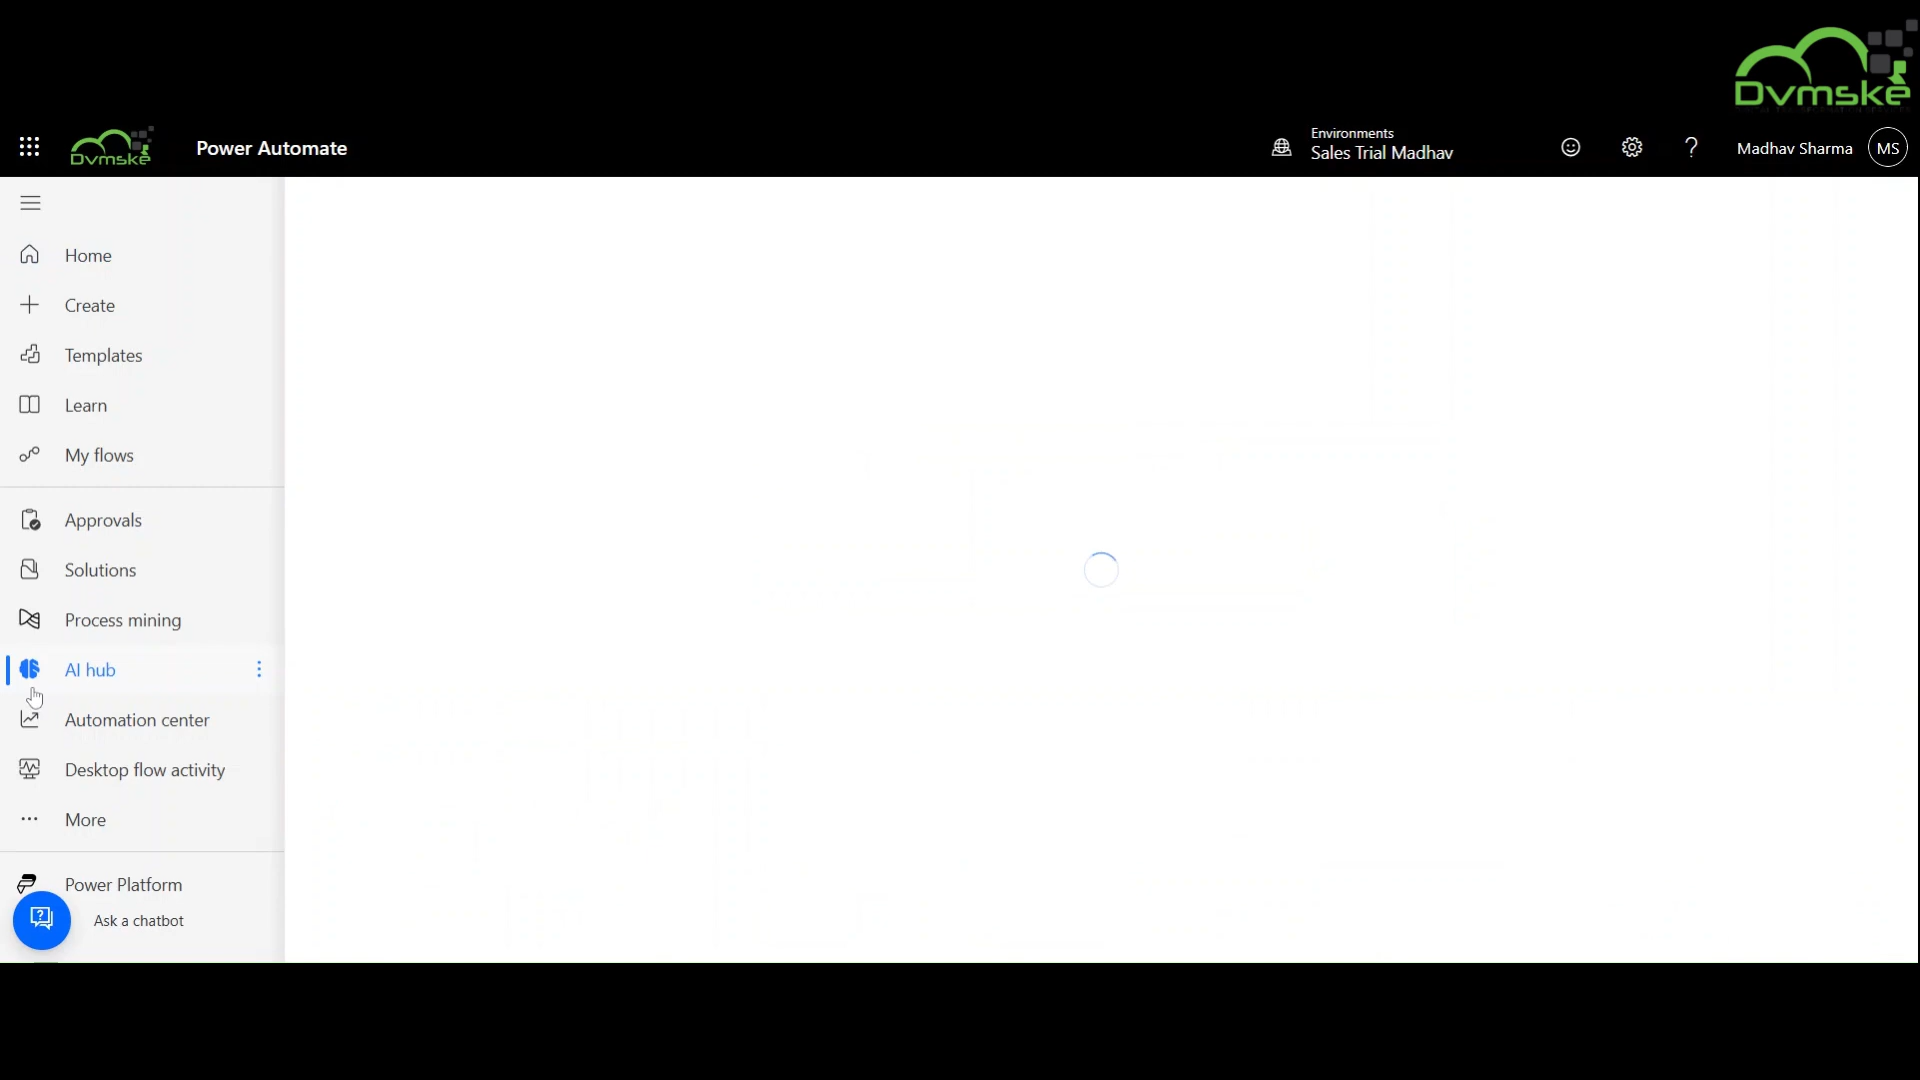 Dvmske
Dvmske
Power Automate
Environments
Sales Trial Madhav
?
Madhav Sharma
MS
Home
Create
Templates
Learn
My flows
Approvals
Solutions
Process mining
AI hub
Automation center
Desktop flow activity
More
Power Platform
Ask a chatbot